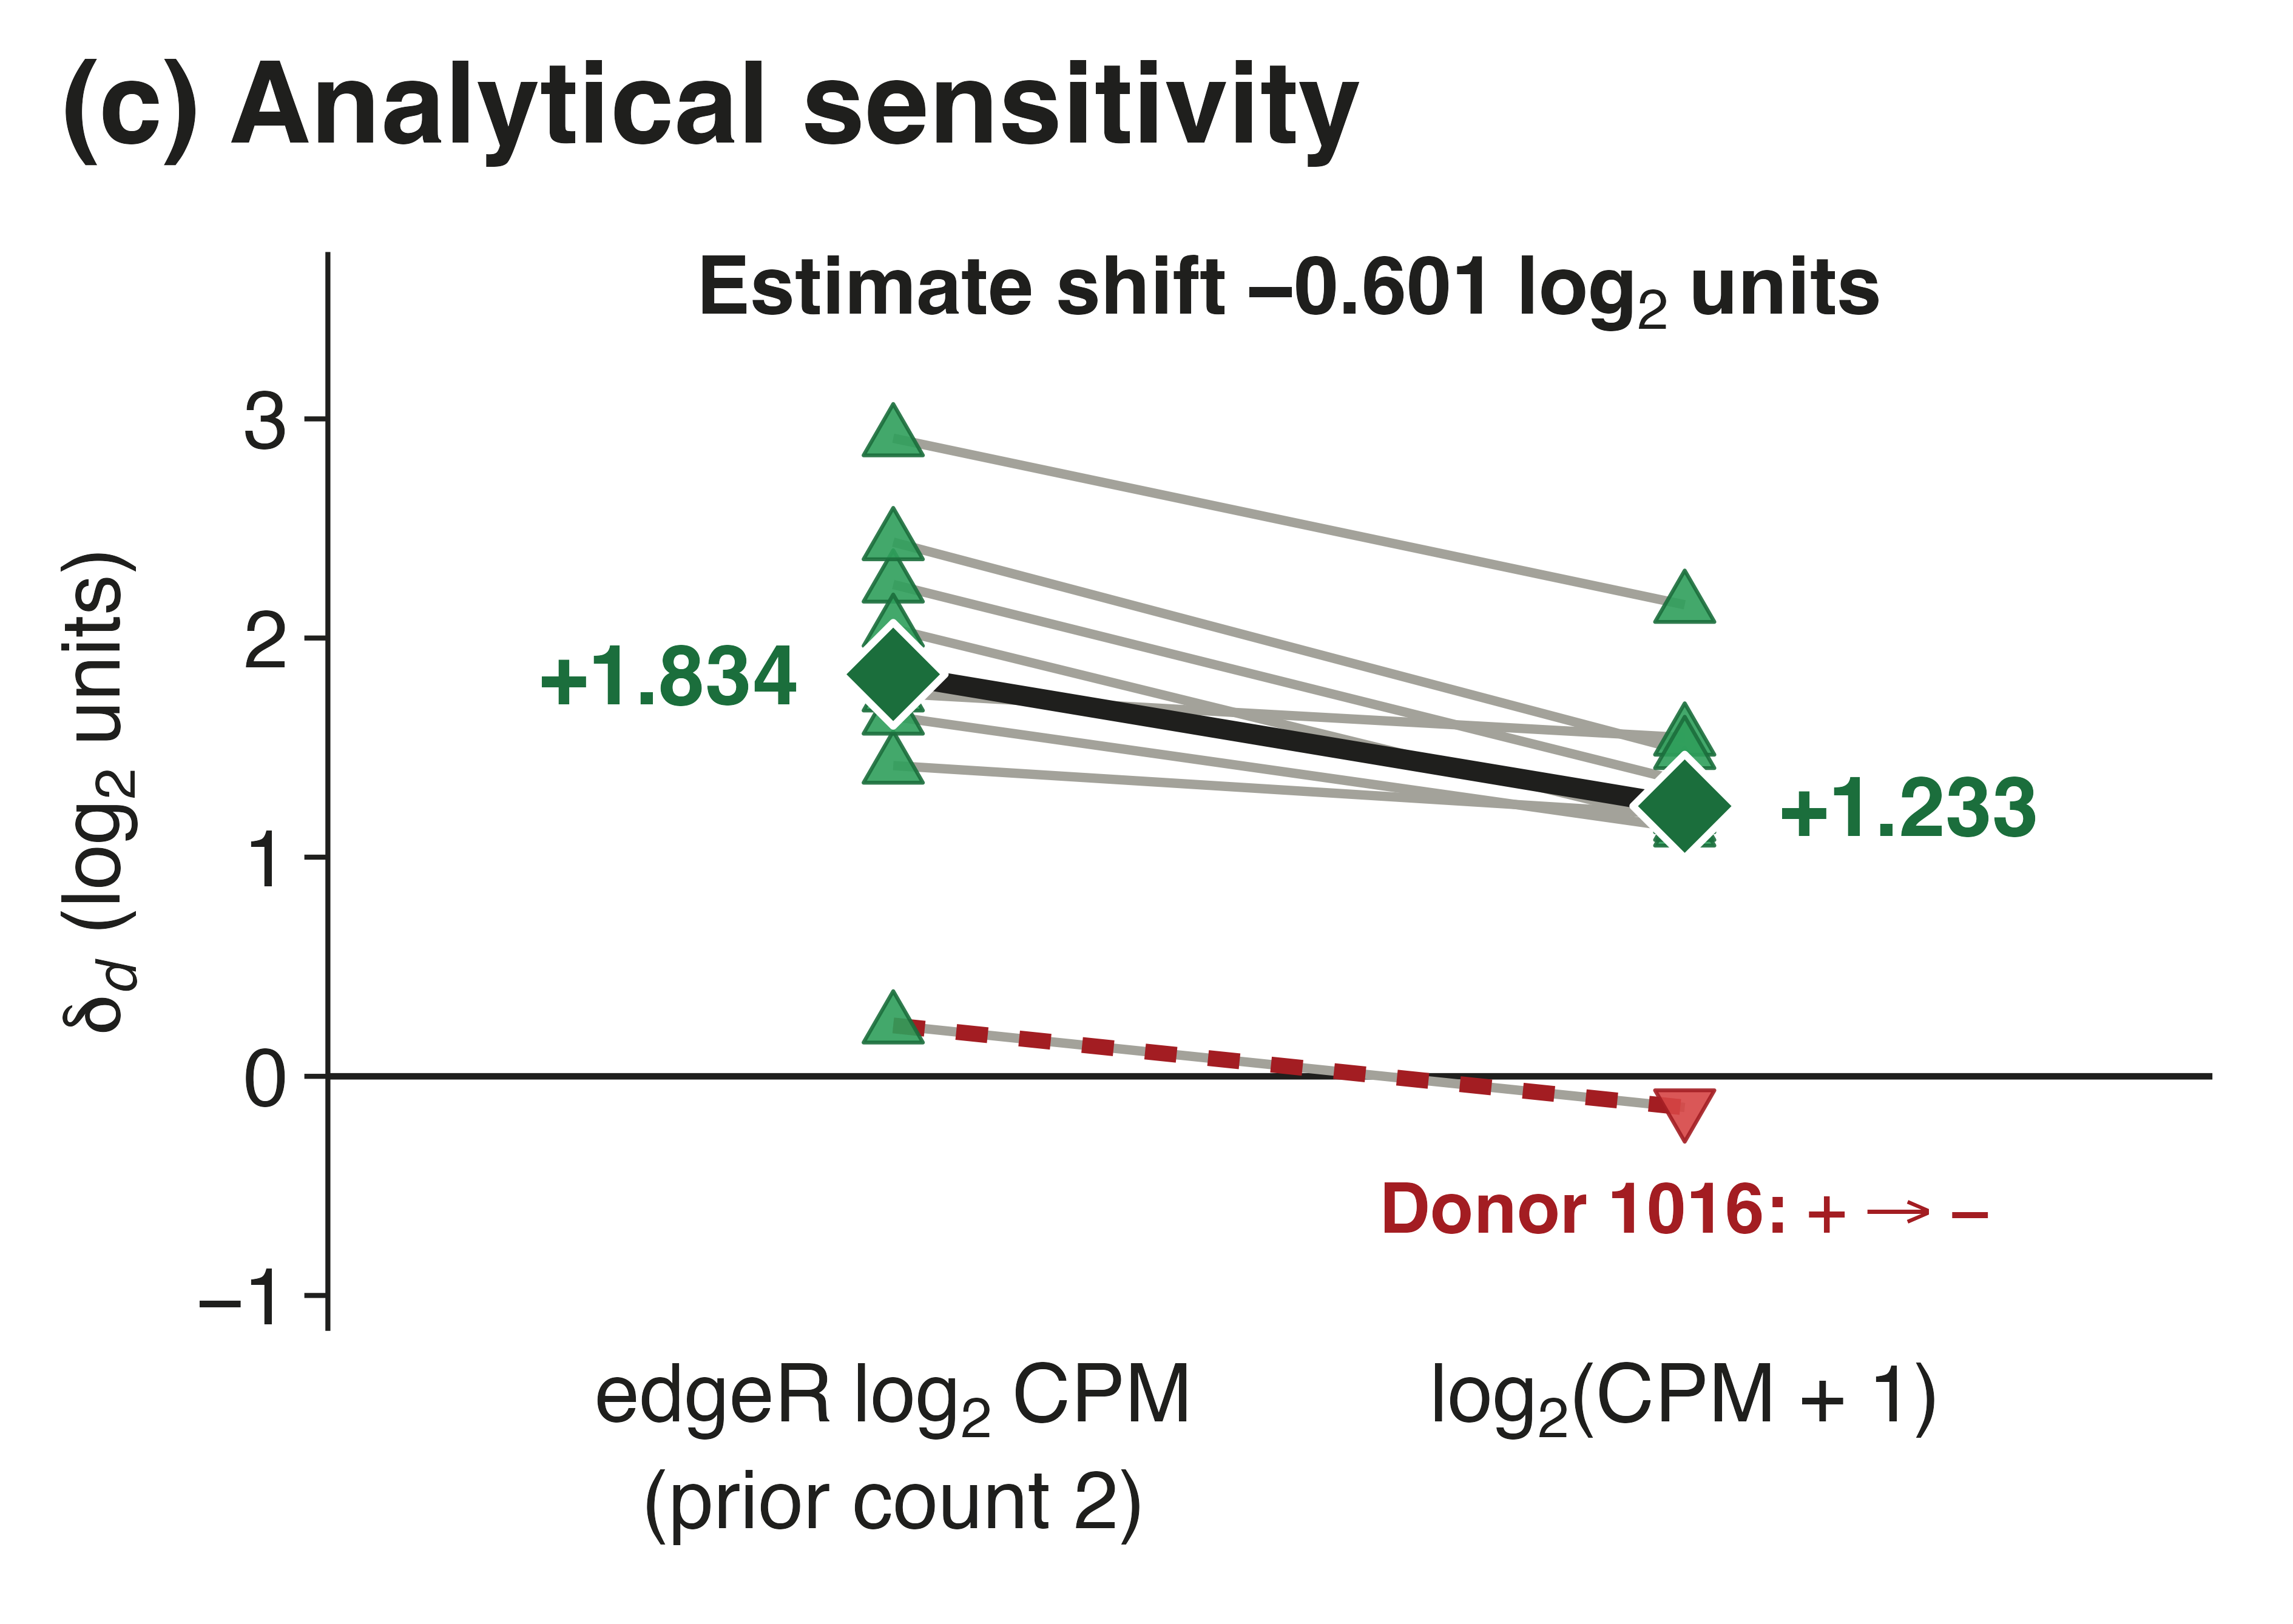 (c) Analytical sensitivity
Estimate shift −0.601 log₂ units
3
2
1
0
−1
δ_d (log₂ units)
+1.834
+1.233
Donor 1016: + → −
edgeR log₂ CPM
(prior count 2)
log₂(CPM + 1)